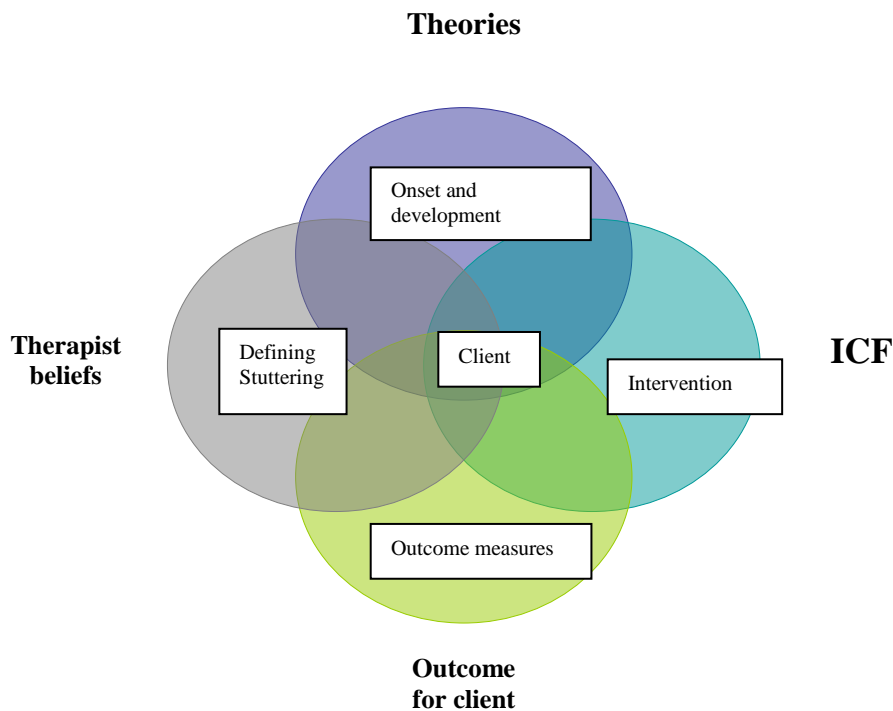 Theories
Onset and
development
Therapist
beliefs
Defining
Stuttering
Client
Intervention
ICF
Outcome measures
Outcome
for client